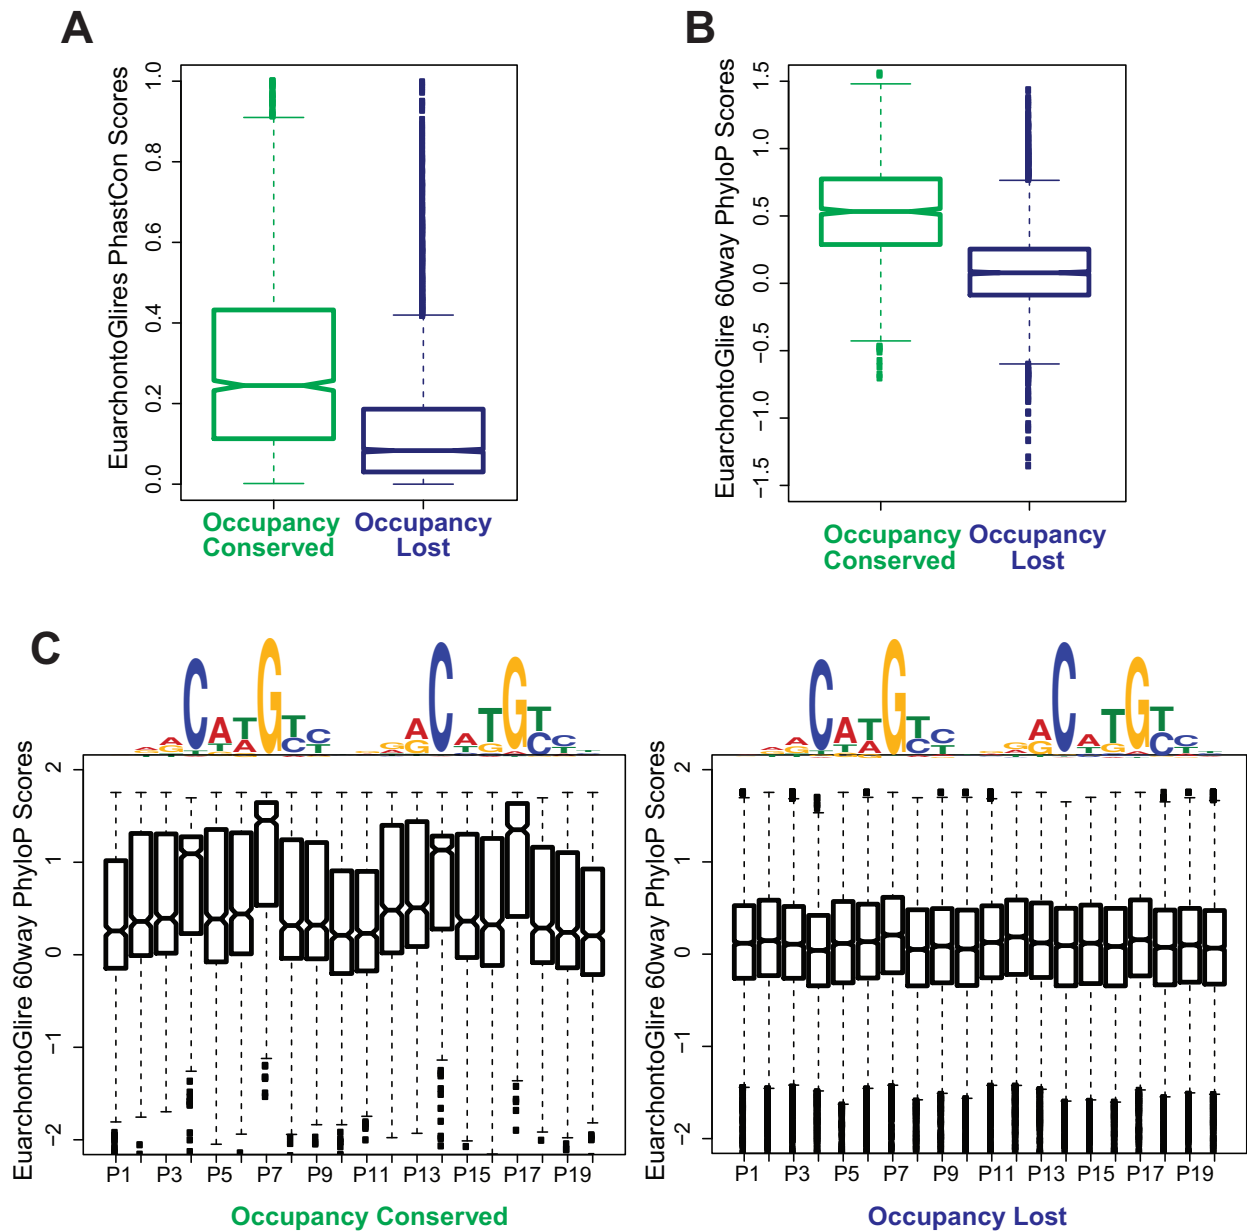 A
B
EuarchontoGlires PhastCon Scores
1.0
0.8
0.6
0.4
0.2
0.0
Occupancy Conserved
Occupancy Lost
EuarchontoGlire 60way PhyloP Scores
1.5
1.0
0.5
0.0
−0.5
−1.0
−1.5
Occupancy Conserved
Occupancy Lost
C
EuarchontoGlire 60way PhyloP Scores
2
1
0
−1
−2
P1 P3 P5 P7 P9 P11 P13 P15 P17 P19
Occupancy Conserved
EuarchontoGlire 60way PhyloP Scores
2
1
0
−1
−2
P1 P3 P5 P7 P9 P11 P13 P15 P17 P19
Occupancy Lost